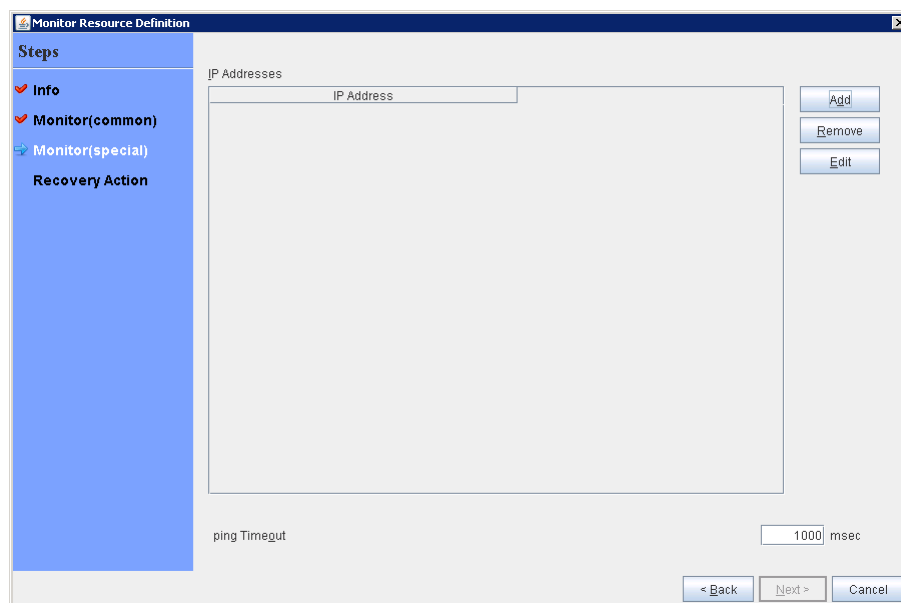 Monitor Resource Definition
Steps
Info
Monitor(common)
Monitor(special)
Recovery Action
IP Addresses
IP Address
Add
Remove
Edit
ping Timeout 1000 msec
< Back Next > Cancel